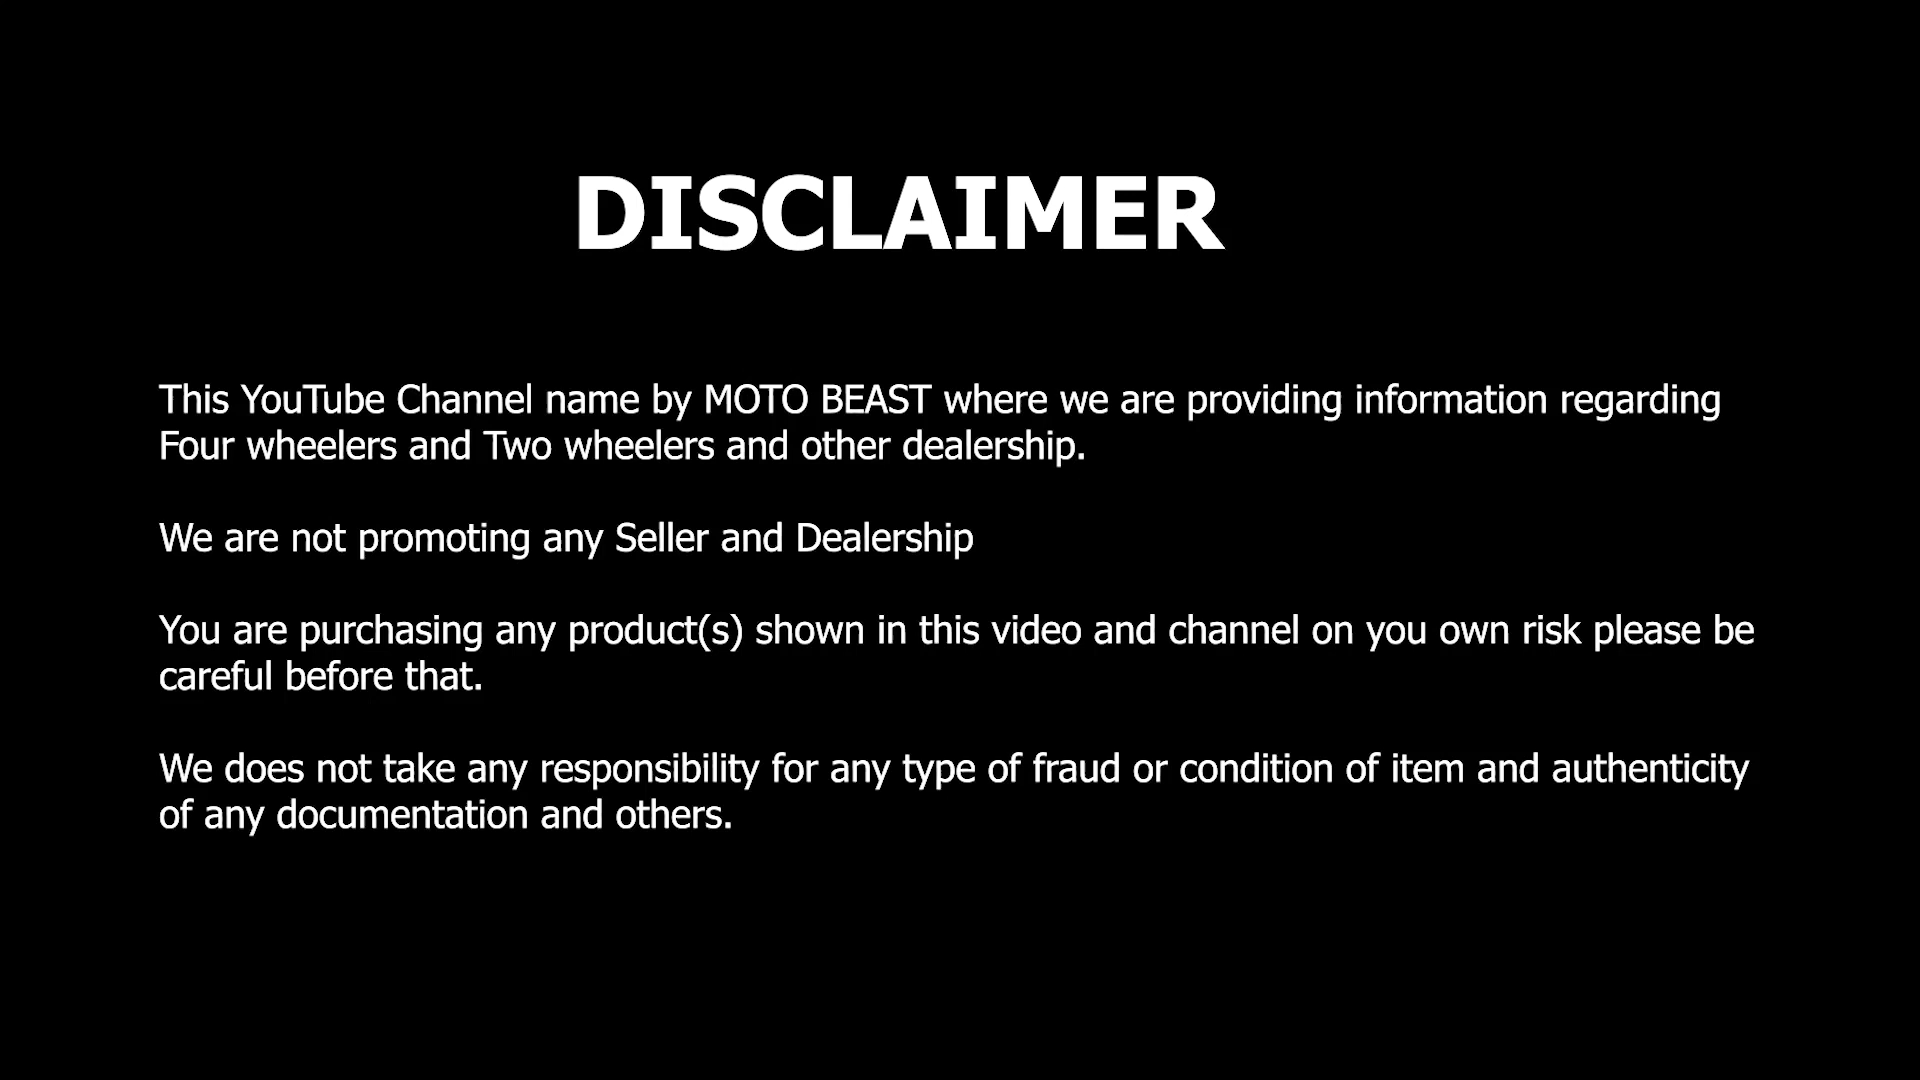 DISCLAIMER
This YouTube Channel name by MOTO BEAST where we are providing information regarding
Four wheelers and Two wheelers and other dealership.
We are not promoting any Seller and Dealership
You are purchasing any product(s) shown in this video and channel on you own risk please be
careful before that.
We does not take any responsibility for any type of fraud or condition of item and authenticity
of any documentation and others.